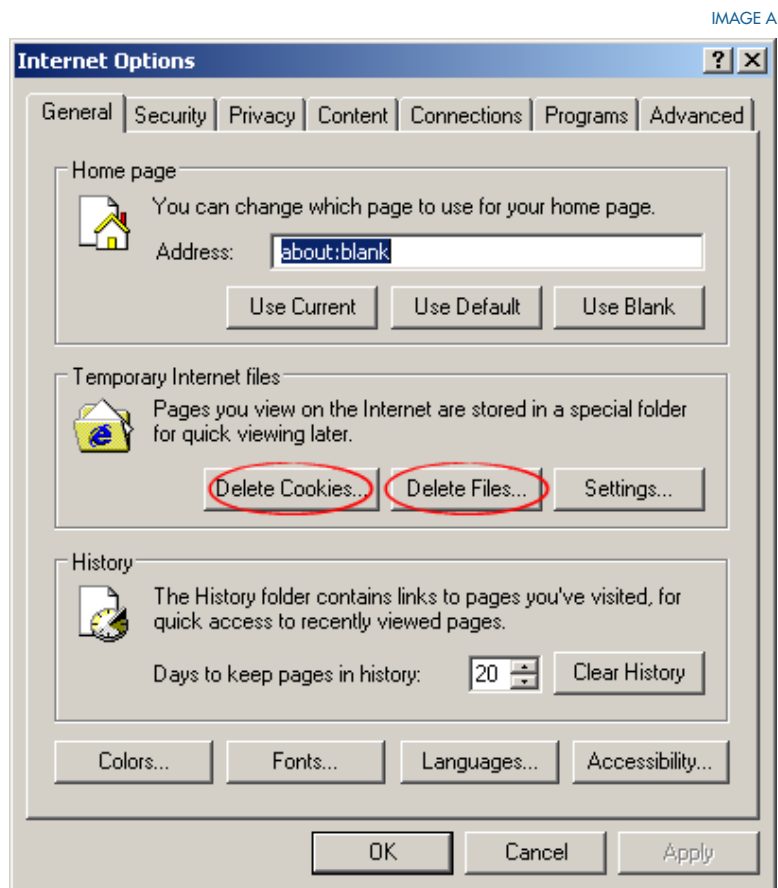 IMAGE A
Internet Options
General Security Privacy Content Connections Programs Advanced
Home page
You can change which page to use for your home page.
Address: about:blank
Use Current Use Default Use Blank
Temporary Internet files
Pages you view on the Internet are stored in a special folder
for quick viewing later.
Delete Cookies... Delete Files... Settings...
History
The History folder contains links to pages you've visited, for
quick access to recently viewed pages.
Days to keep pages in history: 20 Clear History
Colors... Fonts... Languages... Accessibility...
OK Cancel Apply